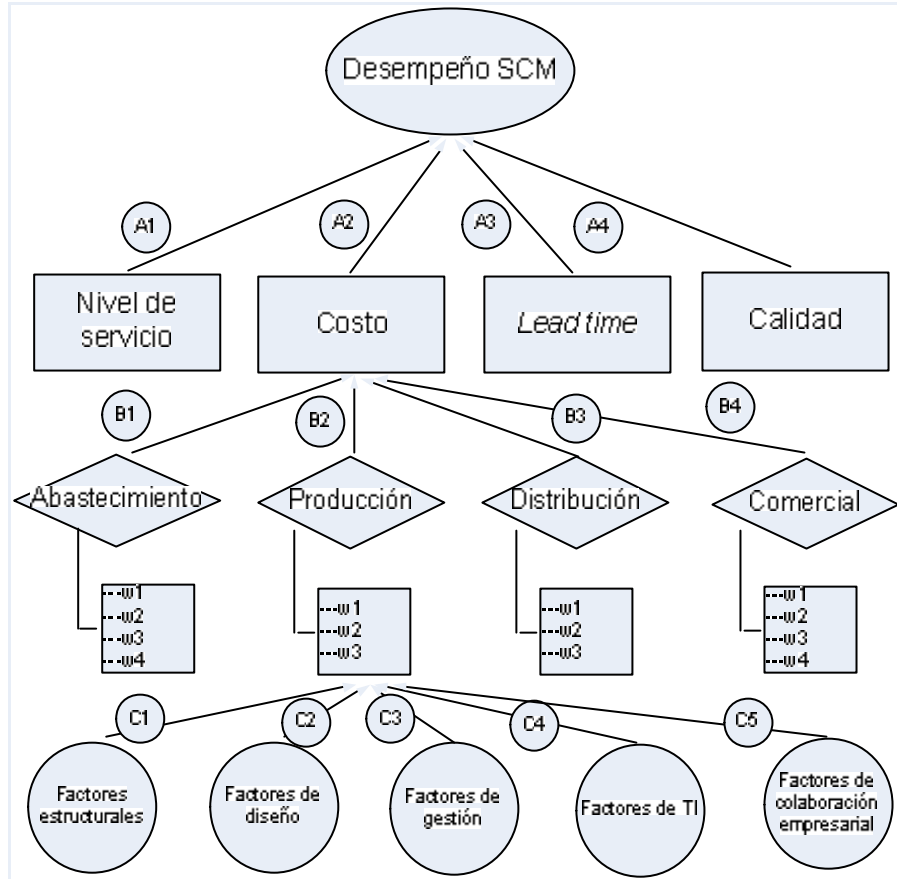 Desempeño SCM
A1
A2
A3
A4
Nivel de
servicio
Costo
Lead time
Calidad
B1
B2
B3
B4
Abastecimiento
Producción
Distribución
Comercial
---w1
---w2
---w3
---w4
---w1
---w2
---w3
---w1
---w2
---w3
---w1
---w2
---w3
---w4
C1
C2
C3
C4
C5
Factores
estructurales
Factores de
diseño
Factores de
gestión
Factores de TI
Factores de
colaboración
empresarial